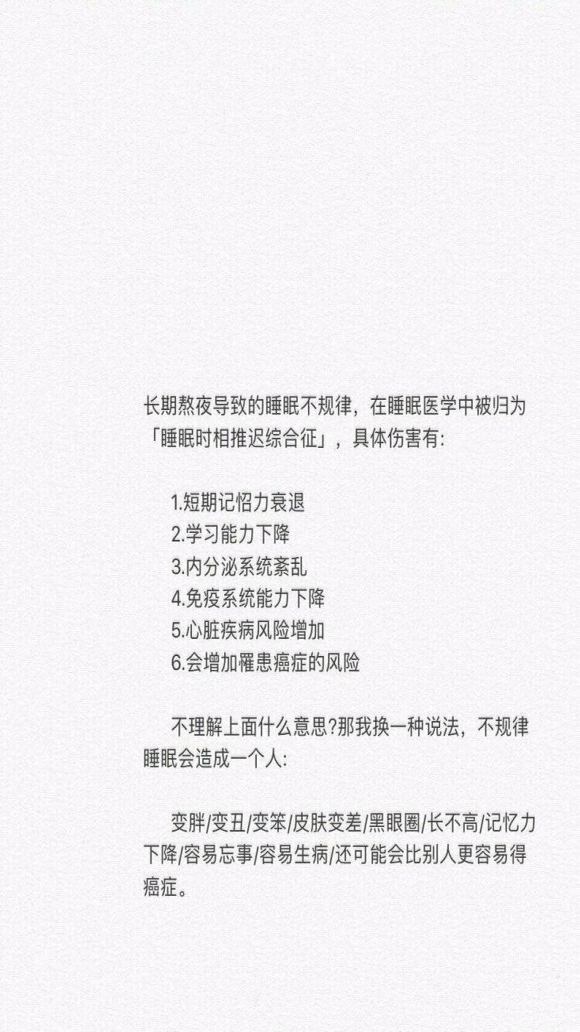 长期熬夜导致的睡眠不规律，在睡眠医学中被归为
「睡眠时相推迟综合征」，具体伤害有:
1.短期记忆力衰退
2.学习能力下降
3.内分泌系统紊乱
4.免疫系统能力下降
5.心脏疾病风险增加
6.会增加罹患癌症的风险
不理解上面什么意思?那我换一种说法，不规律
睡眠会造成一个人:
变胖/变丑/变笨/皮肤变差/黑眼圈/长不高/记忆力
下降/容易忘事/容易生病/还可能会比别人更容易得
癌症。